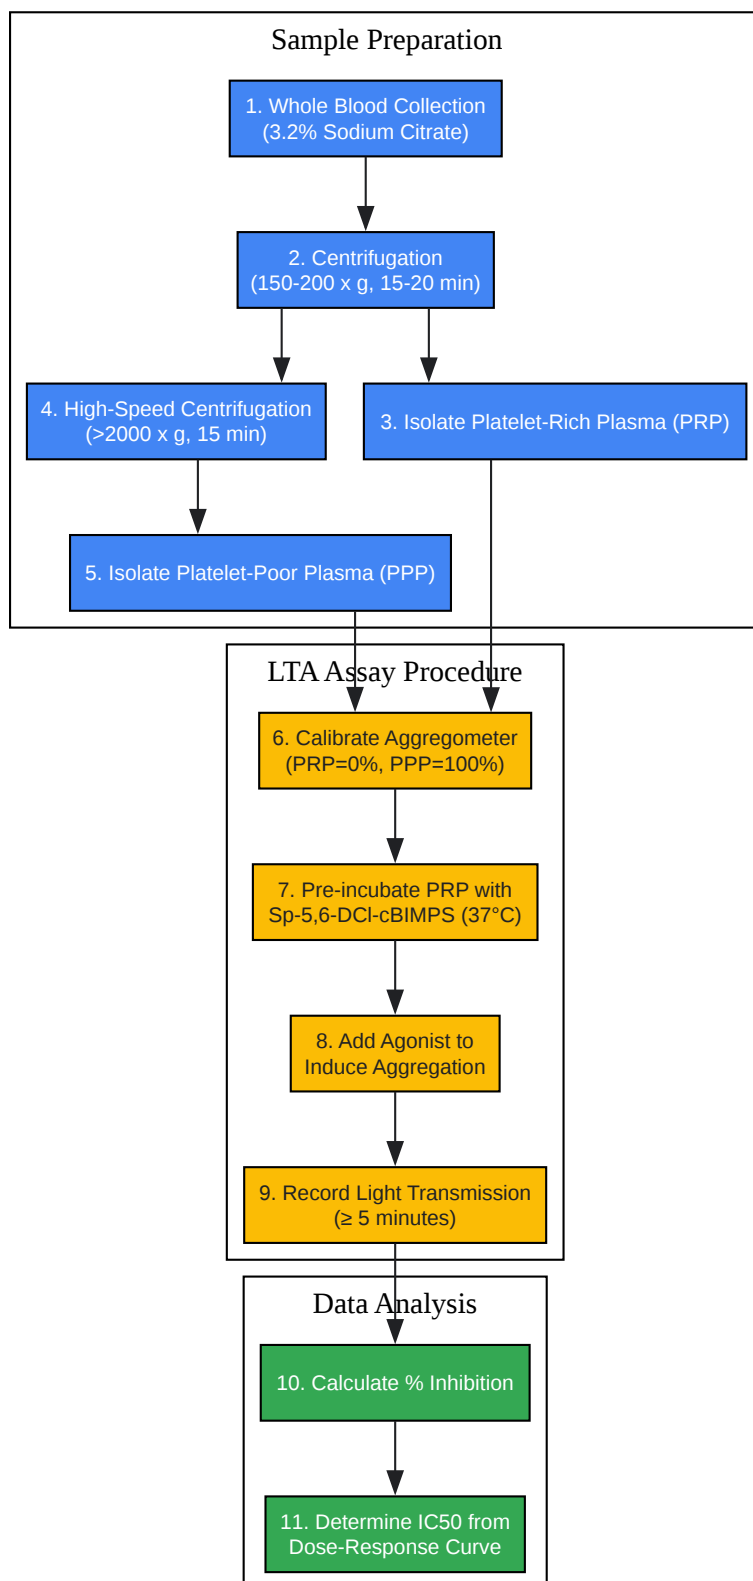 Sample Preparation
1. Whole Blood Collection
(3.2% Sodium Citrate)
2. Centrifugation
(150-200 x g, 15-20 min)
4. High-Speed Centrifugation
(>2000 x g, 15 min)
3. Isolate Platelet-Rich Plasma (PRP)
5. Isolate Platelet-Poor Plasma (PPP)
LTA Assay Procedure
6. Calibrate Aggregometer
(PRP=0%, PPP=100%)
7. Pre-incubate PRP with
Sp-5,6-DCl-cBIMPS (37°C)
8. Add Agonist to
Induce Aggregation
9. Record Light Transmission
(≥ 5 minutes)
Data Analysis
10. Calculate % Inhibition
11. Determine IC50 from
Dose-Response Curve